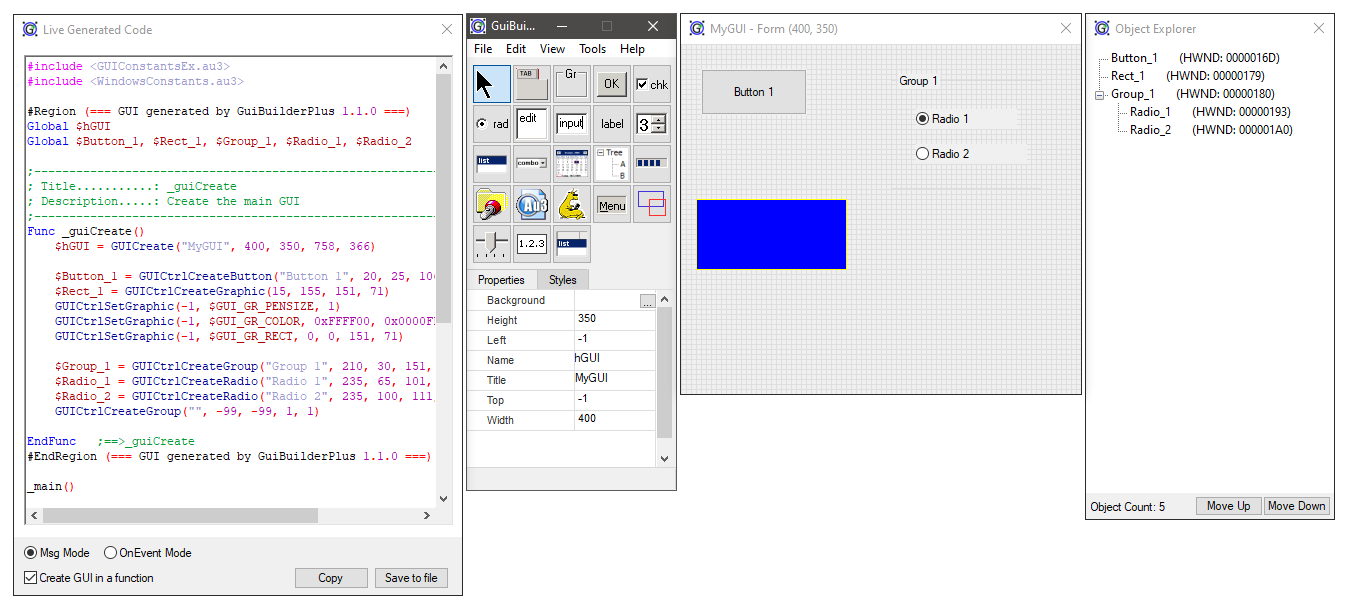 Live Generated Code
#include <GUIConstantsEx.au3>
#include <WindowsConstants.au3>
#Region (=== GUI generated by GuiBuilderPlus 1.1.0 ===)
Global $hGUI
Global $Button_1, $Rect_1, $Group_1, $Radio_1, $Radio_2
;------------------------------------------------------------
; Title...........: _guiCreate
; Description.....: Create the main GUI
;------------------------------------------------------------
Func _guiCreate()
$hGUI = GUICreate("MyGUI", 400, 350, 758, 366)
$Button_1 = GUICtrlCreateButton("Button 1", 20, 25, 10
$Rect_1 = GUICtrlCreateGraphic(15, 155, 151, 71)
GUICtrlSetGraphic(-1, $GUI_GR_PENSIZE, 1)
GUICtrlSetGraphic(-1, $GUI_GR_COLOR, 0xFFFF00, 0x0000F
GUICtrlSetGraphic(-1, $GUI_GR_RECT, 0, 0, 151, 71)
$Group_1 = GUICtrlCreateGroup("Group 1", 210, 30, 151,
$Radio_1 = GUICtrlCreateRadio("Radio 1", 235, 65, 101,
$Radio_2 = GUICtrlCreateRadio("Radio 2", 235, 100, 111,
GUICtrlCreateGroup("", -99, -99, 1, 1)
EndFunc   ;==>_guiCreate
#EndRegion (=== GUI generated by GuiBuilderPlus 1.1.0 ===)
_main()
Msg Mode OnEvent Mode
Create GUI in a function Copy Save to file
GuiBui...
File Edit View Tools Help
TAB Gr OK chk
rad edit input label 3
list combo Tree A B
Au3 Menu
1.2.3 list
Properties Styles
Background ...
Height 350
Left -1
Name hGUI
Title MyGUI
Top -1
Width 400
MyGUI - Form (400, 350)
Button 1
Group 1
Radio 1
Radio 2
Object Explorer
Button_1 (HWND: 0000016D)
Rect_1 (HWND: 00000179)
Group_1 (HWND: 00000180)
Radio_1 (HWND: 00000193)
Radio_2 (HWND: 000001A0)
Object Count: 5 Move Up Move Down